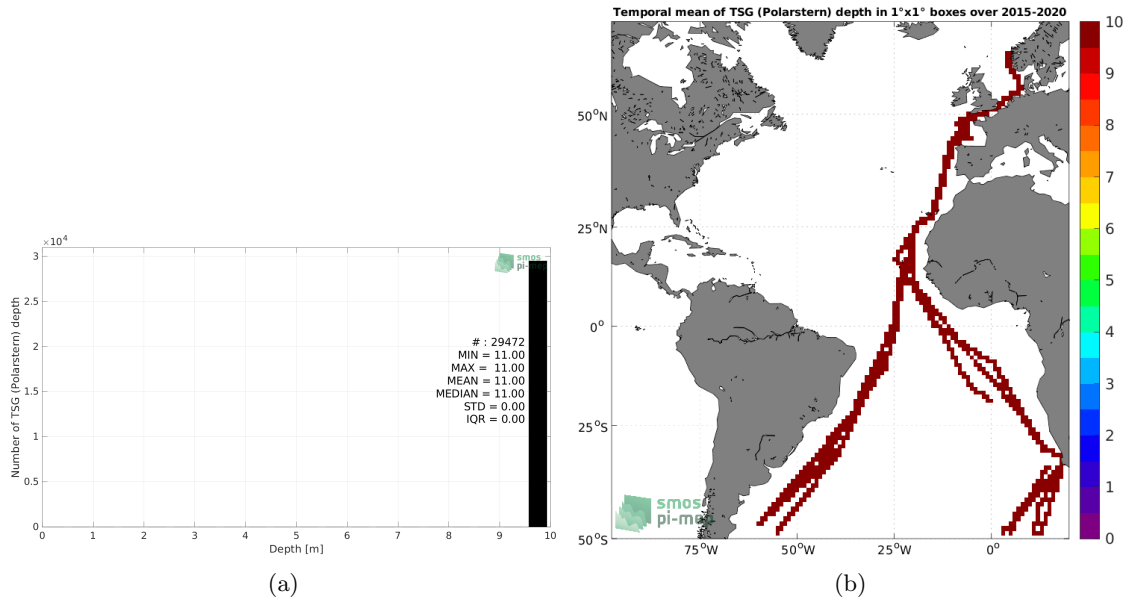 ×10⁴
3
2.5
2
1.5
1
0.5
0
Number of TSG (Polarstern) depth
smos
# : 29472
MIN = 11.00
MAX = 11.00
MEAN = 11.00
MEDIAN = 11.00
STD = 0.00
IQR = 0.00
0 1 2 3 4 5 6 7 8 9 10
Depth [m]
(a)
Temporal mean of TSG (Polarstern) depth in 1°x1° boxes over 2015-2020
50°N
25°N
0°
25°S
50°S
75°W 50°W 25°W 0°
smos
10
9
8
7
6
5
4
3
2
1
0
(b)